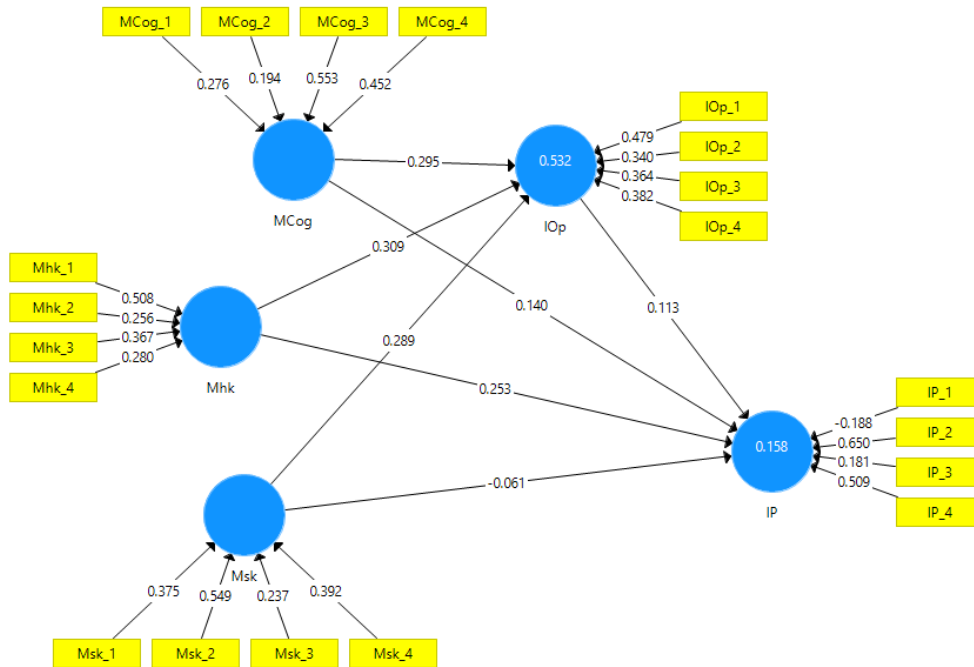 MCog_1 MCog_2 MCog_3 MCog_4
0.276 0.194 0.553 0.452
MCog
0.295
0.532
IOp
IOp_1
IOp_2
IOp_3
IOp_4
0.479
0.340
0.364
0.382
Mhk_1
Mhk_2
Mhk_3
Mhk_4
0.508
0.256
0.367
0.280
Mhk
0.309
0.289
0.140
0.113
0.253
-0.061
0.158
IP
IP_1
IP_2
IP_3
IP_4
-0.188
0.650
0.181
0.509
Msk
0.375 0.549 0.237 0.392
Msk_1 Msk_2 Msk_3 Msk_4